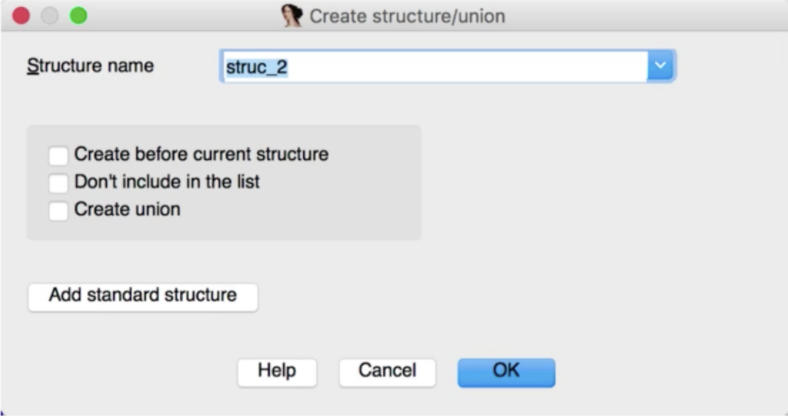 Create structure/union
Structure name
struc_2
Create before current structure
Don't include in the list
Create union
Add standard structure
Help Cancel OK